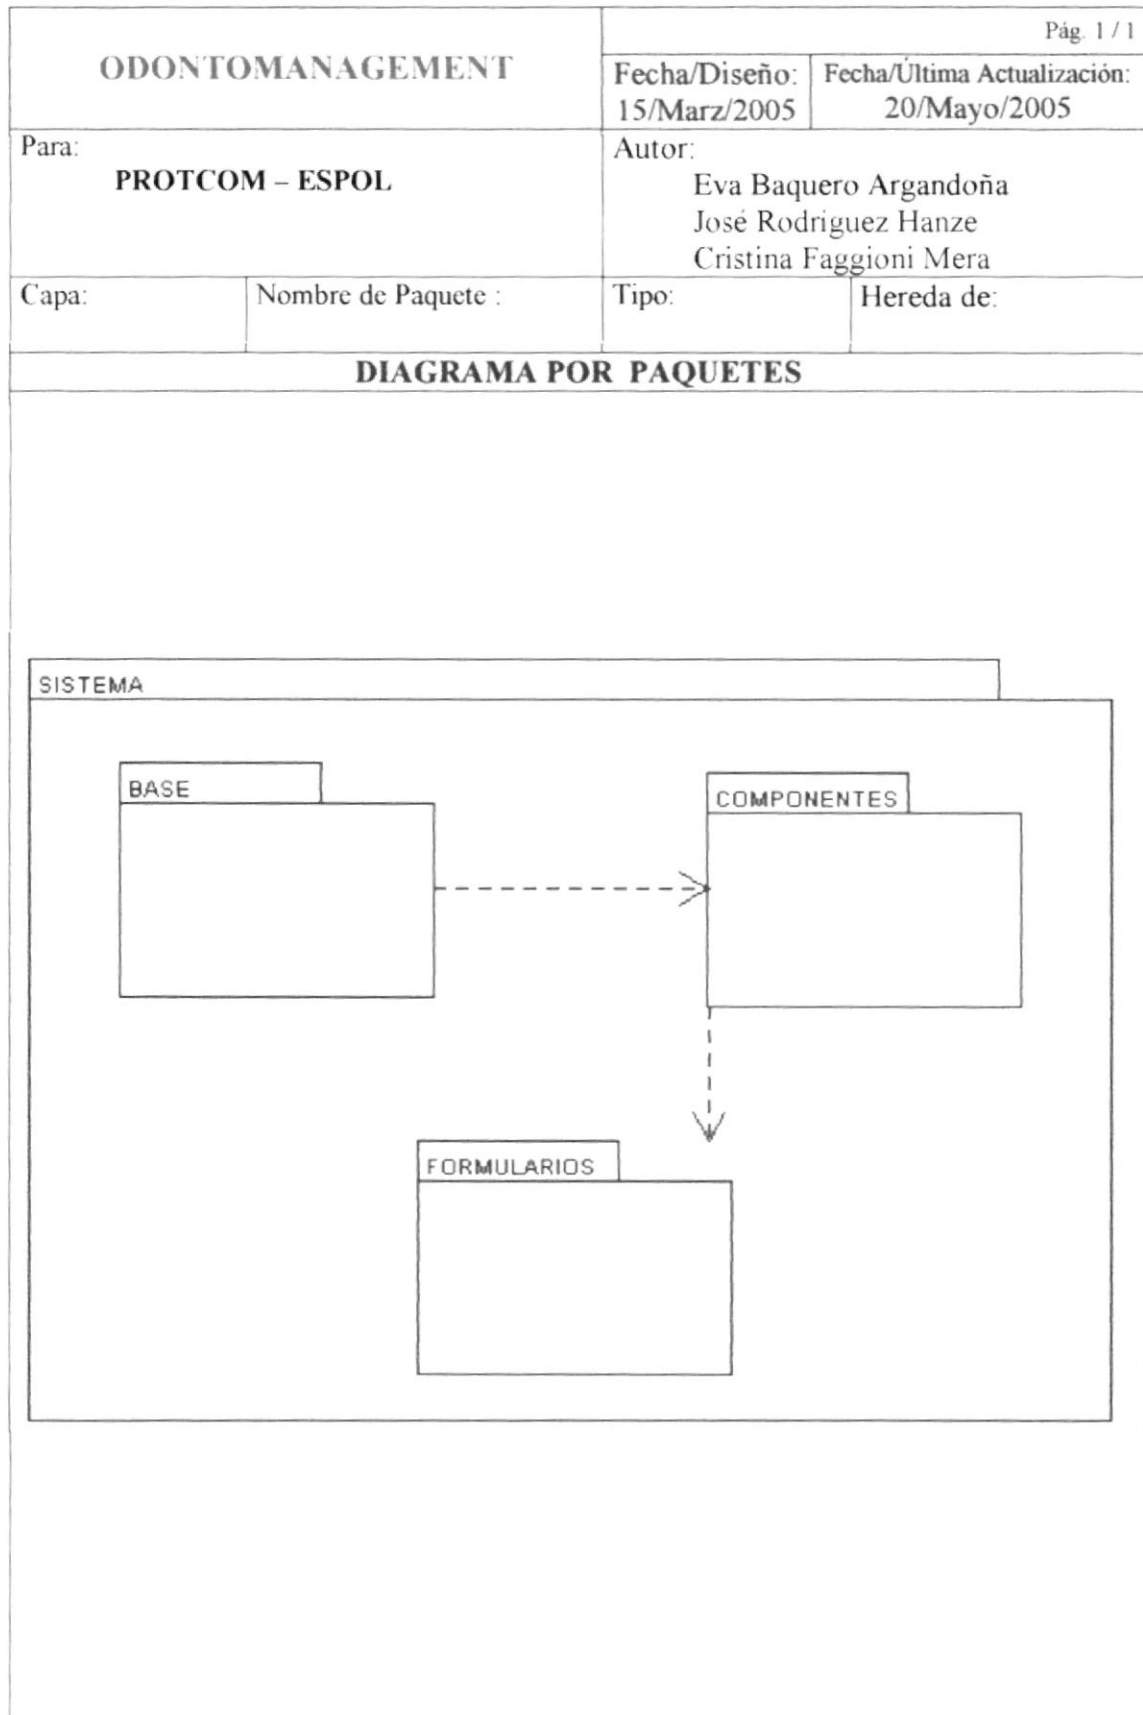 Pág. 1 / 1
ODONTOMANAGEMENT
Fecha/Diseño:
15/Marz/2005
Fecha/Última Actualización:
20/Mayo/2005
Para:
PROTCOM – ESPOL
Autor:
Eva Baquero Argandoña
José Rodriguez Hanze
Cristina Faggioni Mera
Capa:
Nombre de Paquete :
Tipo:
Hereda de:
DIAGRAMA POR PAQUETES
SISTEMA
BASE
COMPONENTES
FORMULARIOS